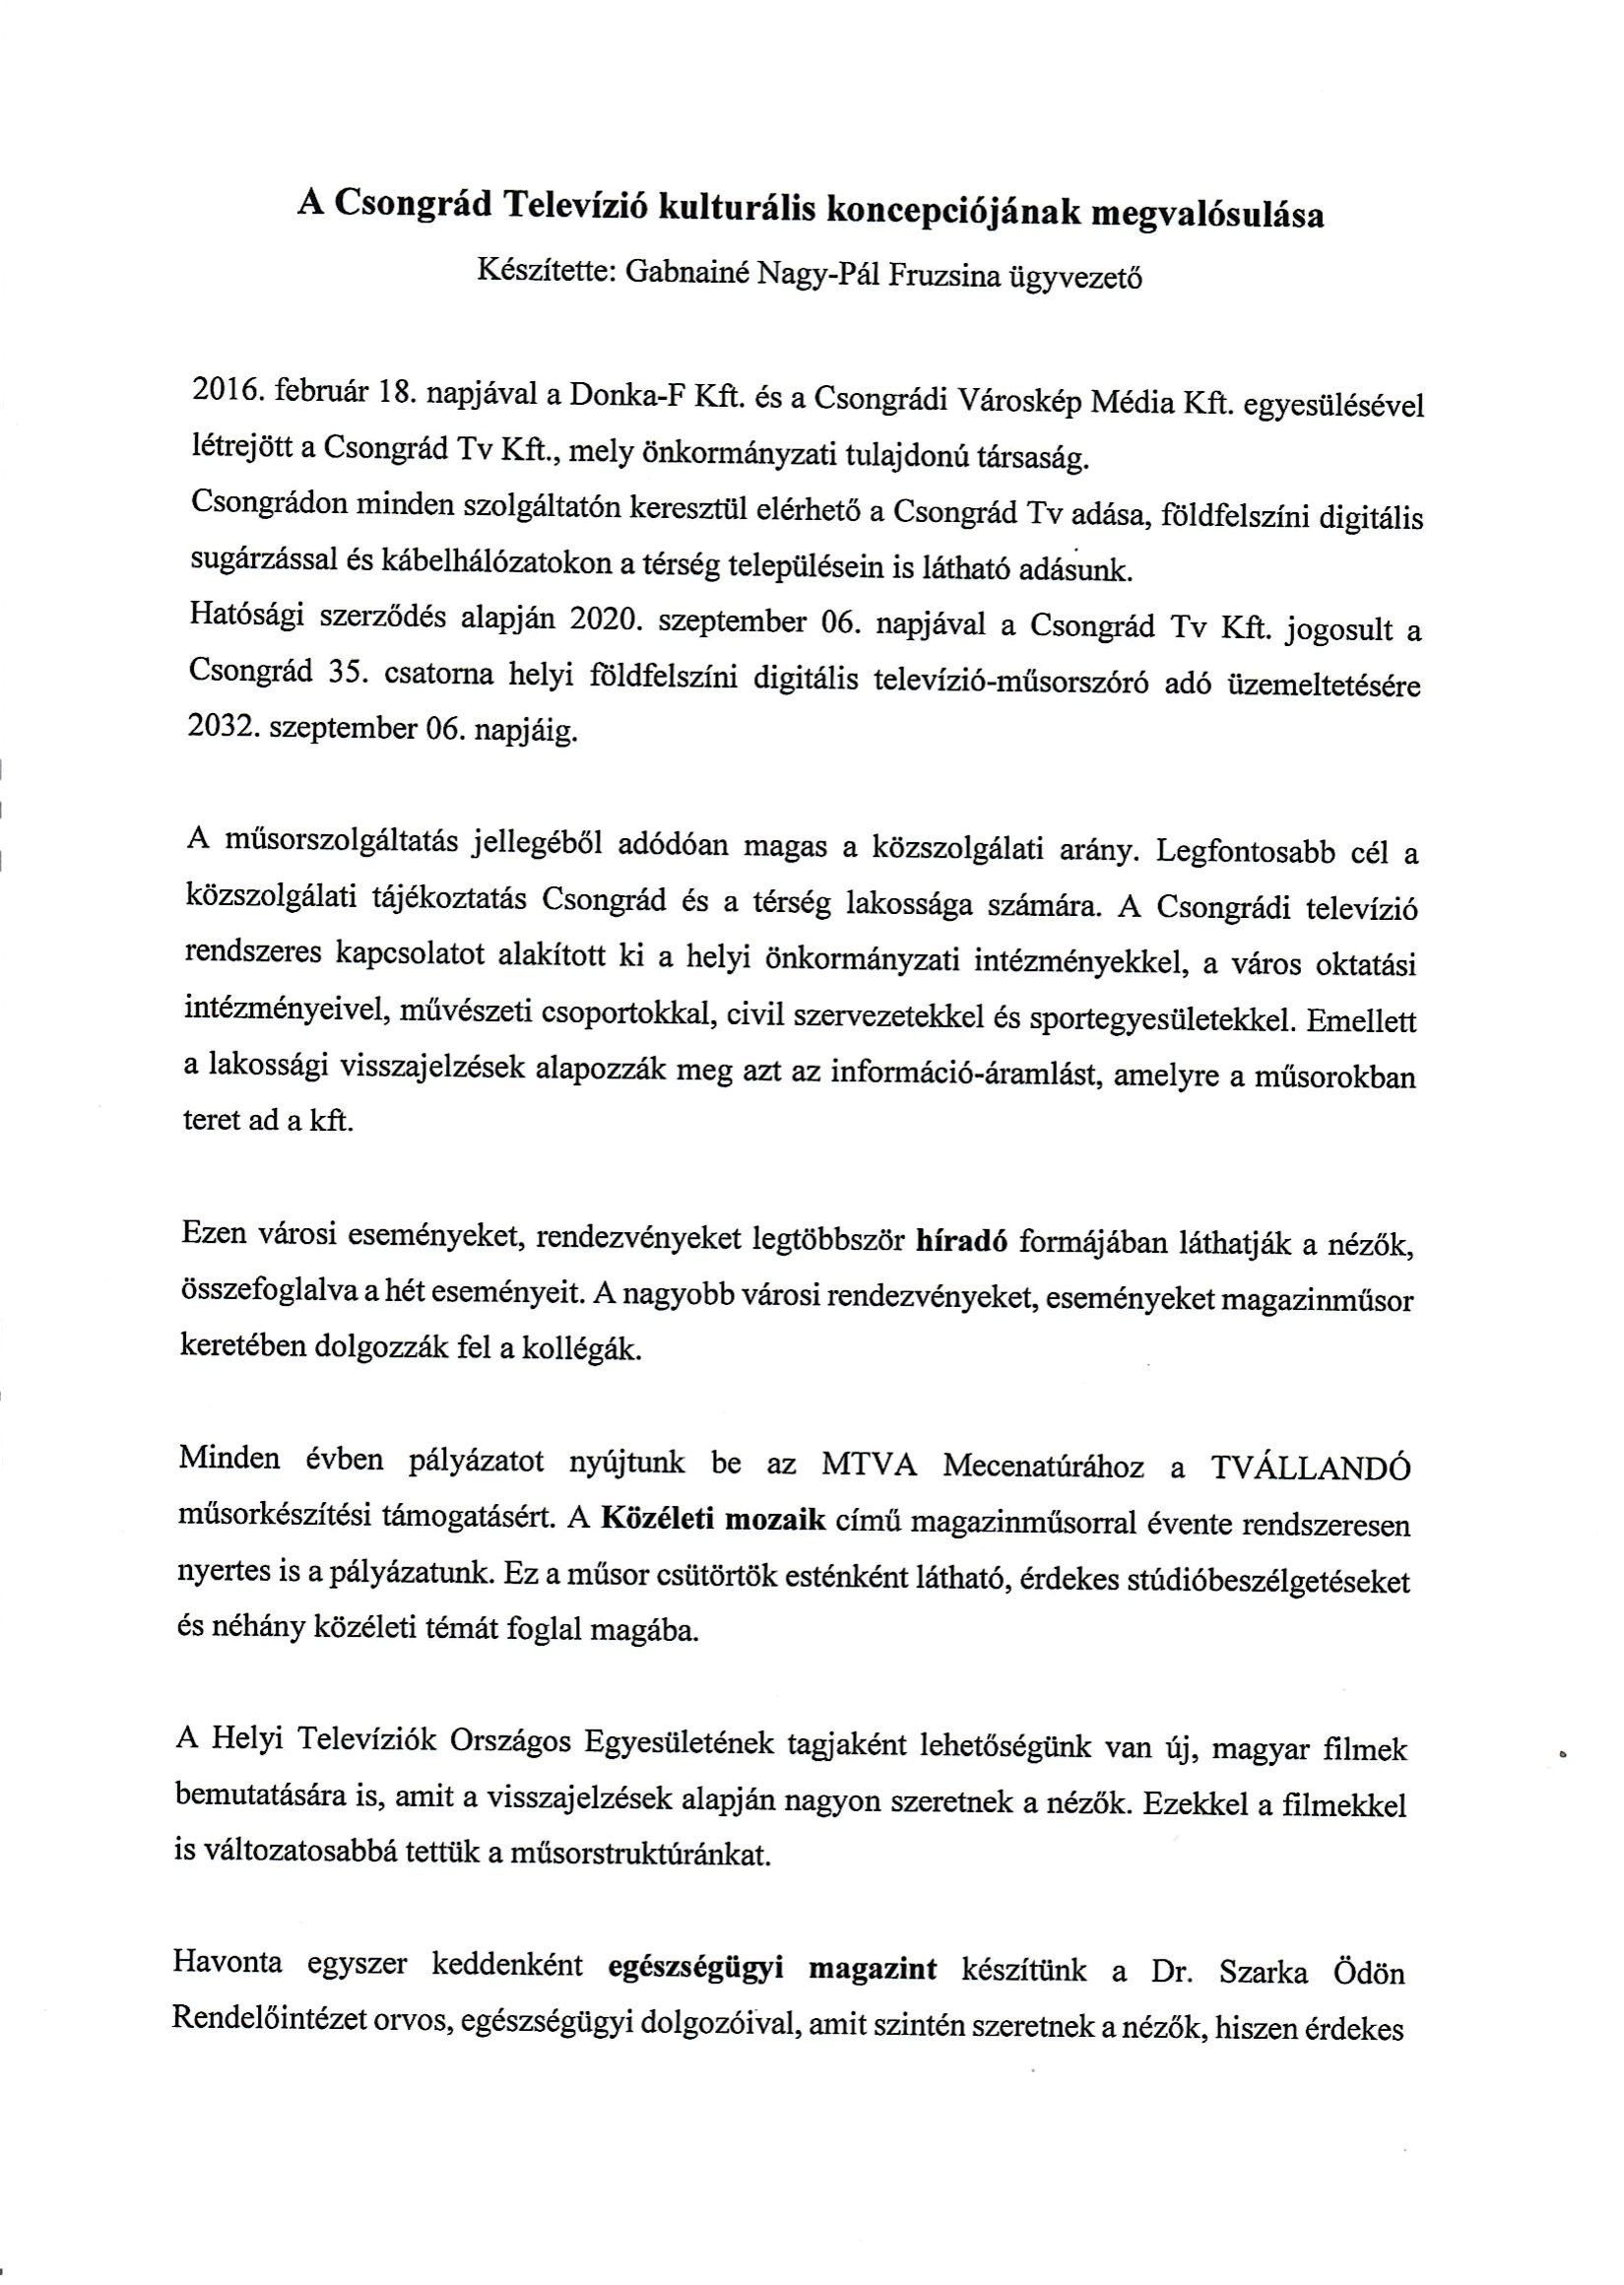 A Csongrád Televízió kulturális koncepciójának megvalósulása
Készítette: Gabnainé Nagy-Pál Fruzsina ügyvezető
2016. február 18. napjával a Donka-F Kft. és a Csongrádi Városkép Média Kft. egyesülésével
létrejött a Csongrád Tv Kft., mely önkormányzati tulajdonú társaság.
Csongrádon minden szolgáltatón keresztül elérhető a Csongrád Tv adása, földfelszíni digitális
sugárzással és kábelhálózatokon a térség településein is látható adásunk.
Hatósági szerződés alapján 2020. szeptember 06. napjával a Csongrád Tv Kft. jogosult a
Csongrád 35. csatorna helyi földfelszíni digitális televízió-műsorszóró adó üzemeltetésére
2032. szeptember 06. napjáig.
A műsorszolgáltatás jellegéből adódóan magas a közszolgálati arány. Legfontosabb cél a
közszolgálati tájékoztatás Csongrád és a térség lakossága számára. A Csongrádi televízió
rendszeres kapcsolatot alakított ki a helyi önkormányzati intézményekkel, a város oktatási
intézményeivel, művészeti csoportokkal, civil szervezetekkel és sportegyesületekkel. Emellett
a lakossági visszajelzések alapozzák meg azt az információ-áramlást, amelyre a műsorokban
teret ad a kft.
Ezen városi eseményeket, rendezvényeket legtöbbször híradó formájában láthatják a nézők,
összefoglalva a hét eseményeit. A nagyobb városi rendezvényeket, eseményeket magazinműsor
keretében dolgozzák fel a kollégák.
Minden évben pályázatot nyújtunk be az MTVA Mecenatúrához a TVÁLLANDÓ
műsorkészítési támogatásért. A Közéleti mozaik című magazinműsorral évente rendszeresen
nyertes is a pályázatunk. Ez a műsor csütörtök esténként látható, érdekes stúdióbeszélgetéseket
és néhány közéleti témát foglal magába.
A Helyi Televíziók Országos Egyesületének tagjaként lehetőségünk van új, magyar filmek
bemutatására is, amit a visszajelzések alapján nagyon szeretnek a nézők. Ezekkel a filmekkel
is változatosabbá tettük a műsorstruktúránkat.
Havonta egyszer keddenként egészségügyi magazint készítünk a Dr. Szarka Ödön
Rendelőintézet orvos, egészségügyi dolgozóival, amit szintén szeretnek a nézők, hiszen érdekes